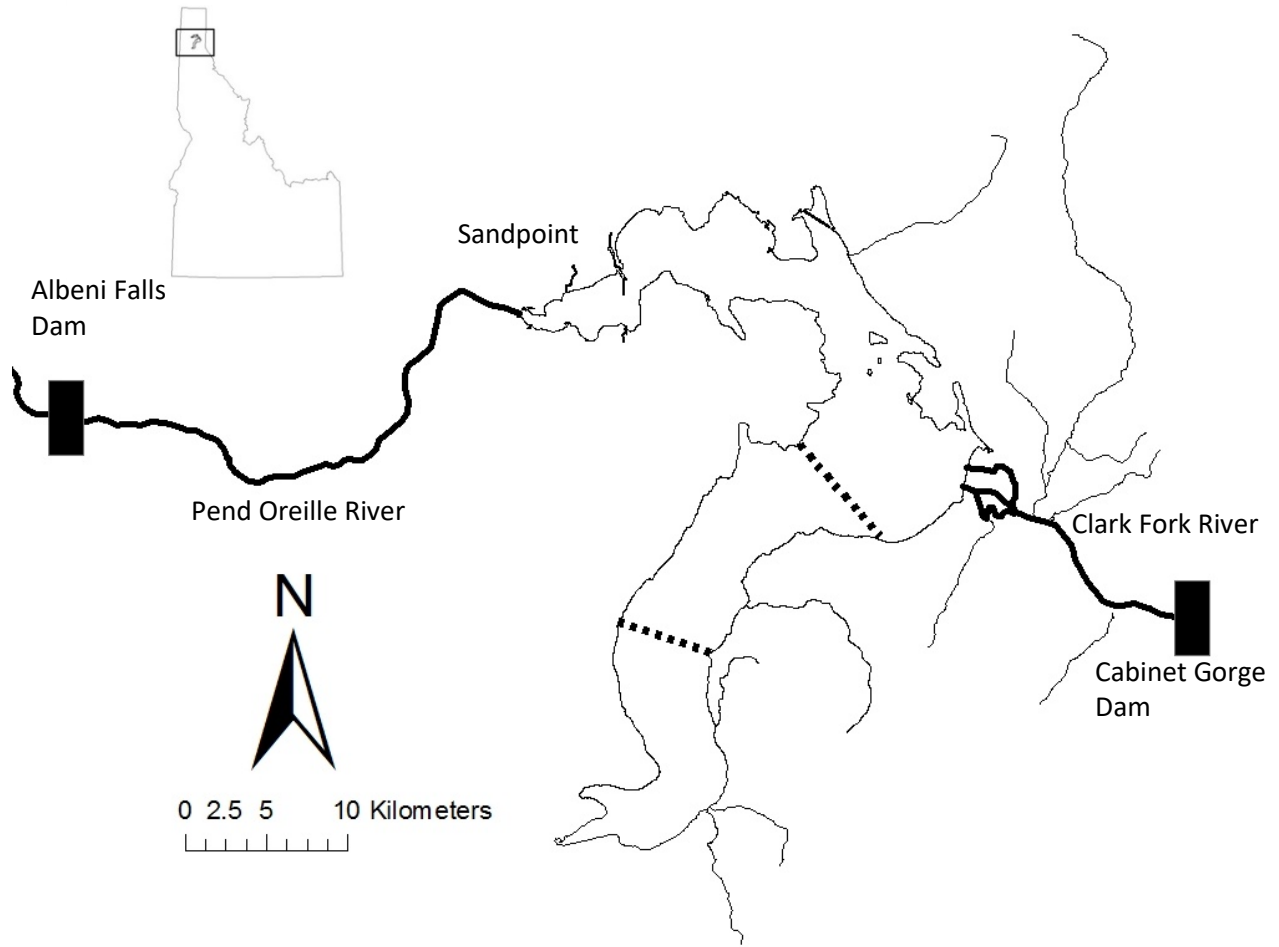 Sandpoint
Albeni Falls
Dam
Pend Oreille River
Clark Fork River
N
Cabinet Gorge
Dam
0 2.5 5 10 Kilometers